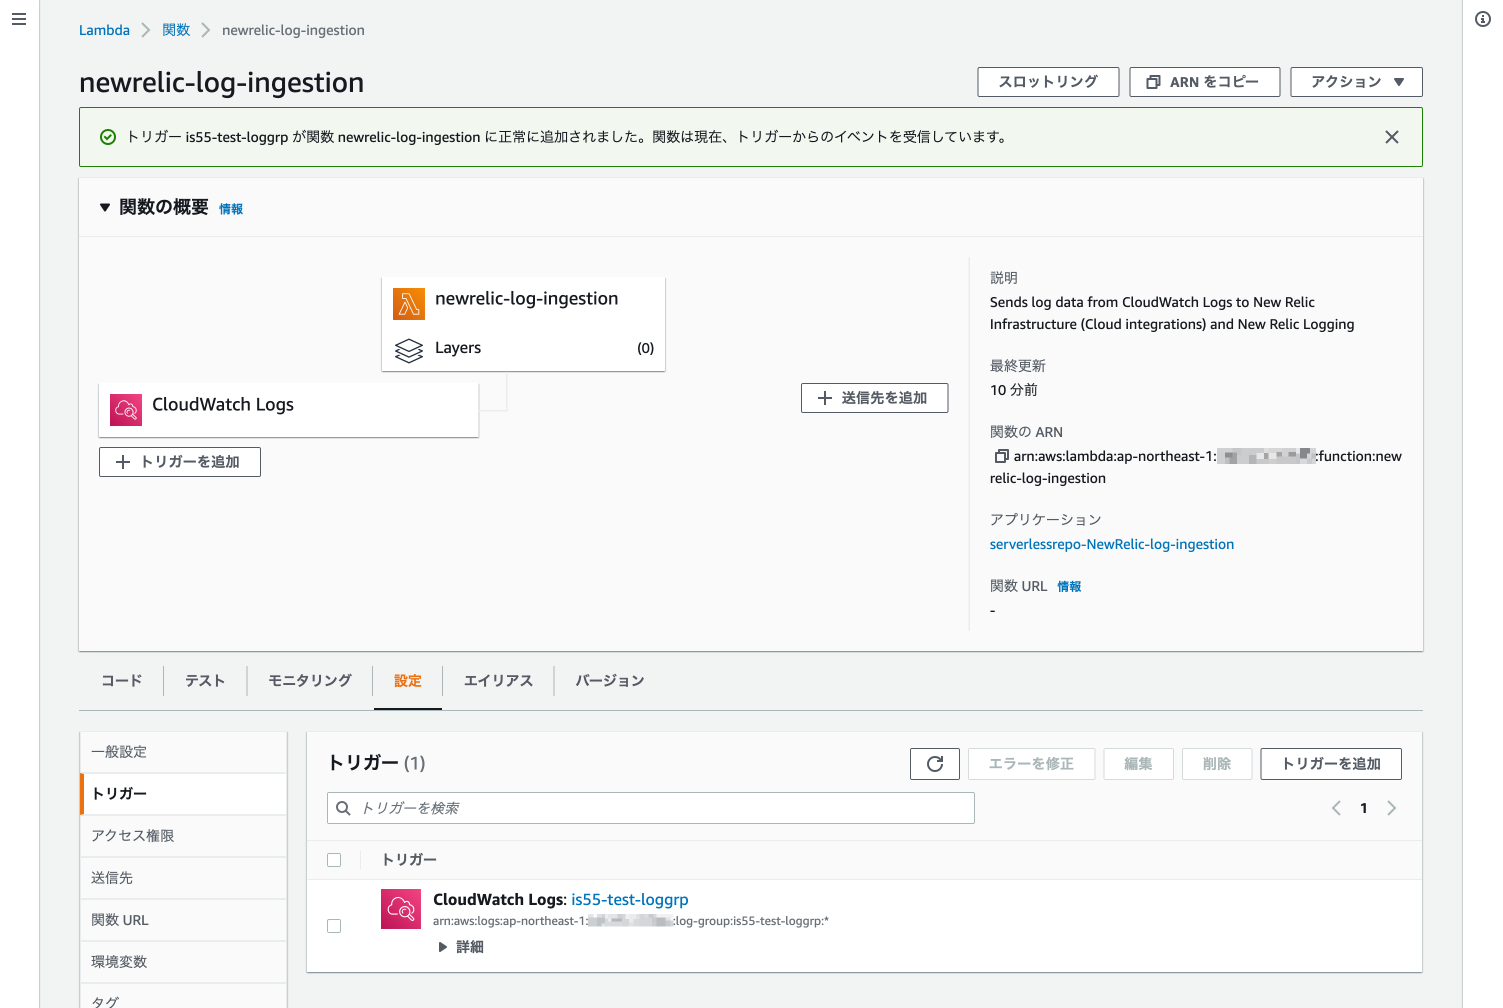 Lambda > 関数 > newrelic-log-ingestion
newrelic-log-ingestion
スロットリング
ARN をコピー
アクション ▼
トリガー is55-test-loggrp が関数 newrelic-log-ingestion に正常に追加されました。関数は現在、トリガーからのイベントを受信しています。
▼ 関数の概要 情報
newrelic-log-ingestion
Layers (0)
CloudWatch Logs
+ トリガーを追加
+ 送信先を追加
説明
Sends log data from CloudWatch Logs to New Relic
Infrastructure (Cloud integrations) and New Relic Logging
最終更新
10 分前
関数の ARN
arn:aws:lambda:ap-northeast-1: :function:new
relic-log-ingestion
アプリケーション
serverlessrepo-NewRelic-log-ingestion
関数 URL 情報
-
コード
テスト
モニタリング
設定
エイリアス
バージョン
一般設定
トリガー
アクセス権限
送信先
関数 URL
環境変数
タグ
トリガー (1)
エラーを修正
編集
削除
トリガーを追加
トリガーを検索
1
トリガー
CloudWatch Logs: is55-test-loggrp
arn:aws:logs:ap-northeast-1: :log-group:is55-test-loggrp:*
▶ 詳細